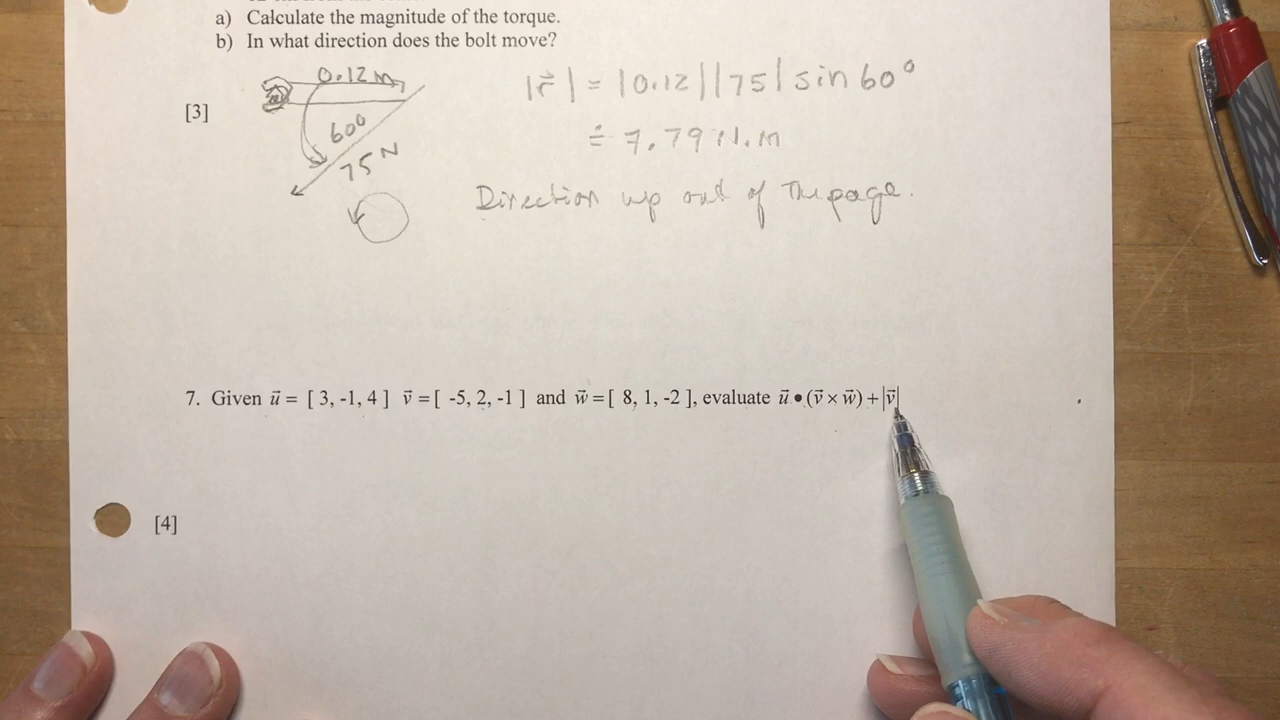 a) Calculate the magnitude of the torque.
b) In what direction does the bolt move?
0.12 m
|r⃗| = |0.12||75| sin 60°
[3]
60°
≐ 7.79 N.m
75 N
Direction up out of the page.
7. Given u⃗ = [ 3, -1, 4 ] v⃗ = [ -5, 2, -1 ] and w⃗ = [ 8, 1, -2 ], evaluate u⃗ • (v⃗ × w⃗) + |v⃗|
[4]